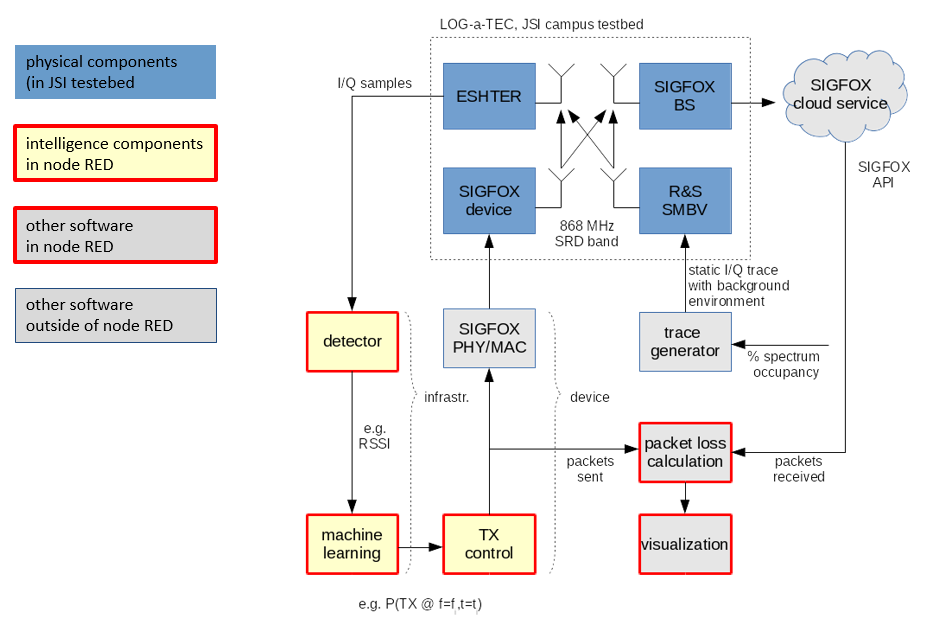 LOG-a-TEC, JSI campus testbed
physical components
(in JSI testebed
intelligence components
in node RED
other software
in node RED
other software
outside of node RED
I/Q samples
ESHTER
SIGFOX
BS
SIGFOX
cloud service
SIGFOX
API
SIGFOX
device
R&S
SMBV
868 MHz
SRD band
static I/Q trace
with background
environment
detector
SIGFOX
PHY/MAC
trace
generator
% spectrum
occupancy
infrastr.
device
e.g.
RSSI
packets
sent
packet loss
calculation
packets
received
machine
learning
TX
control
visualization
e.g. P(TX @ f=fi,t=ti)